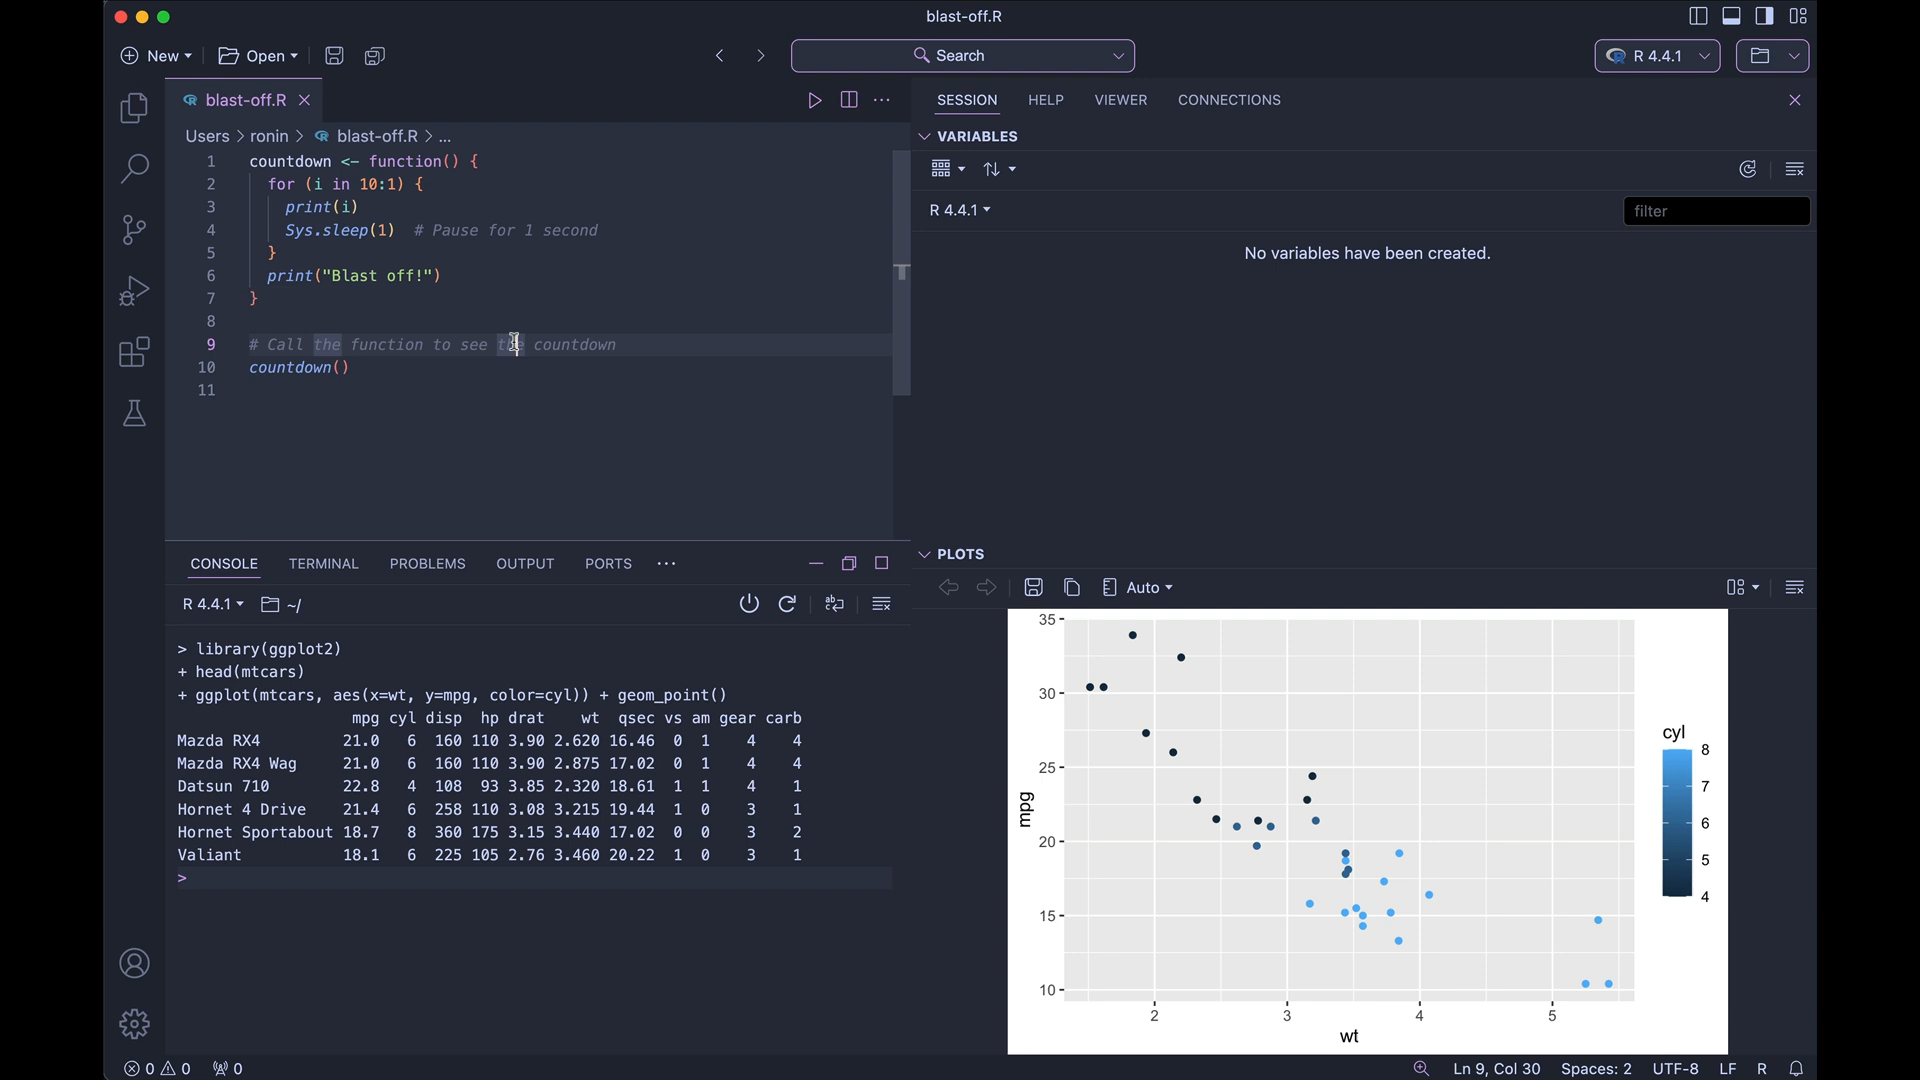 blast-off.R
New
Open
Search
R 4.4.1
blast-off.R
Users > ronin > blast-off.R > ...
1 countdown <- function() {
2 for (i in 10:1) {
3 print(i)
4 Sys.sleep(1) # Pause for 1 second
5 }
6 print("Blast off!")
7 }
8
9 # Call the function to see the countdown
10 countdown()
11
CONSOLE TERMINAL PROBLEMS OUTPUT PORTS ...
R 4.4.1 ~/
> library(ggplot2)
+ head(mtcars)
+ ggplot(mtcars, aes(x=wt, y=mpg, color=cyl)) + geom_point()
mpg cyl disp hp drat wt qsec vs am gear carb
Mazda RX4 21.0 6 160 110 3.90 2.620 16.46 0 1 4 4
Mazda RX4 Wag 21.0 6 160 110 3.90 2.875 17.02 0 1 4 4
Datsun 710 22.8 4 108 93 3.85 2.320 18.61 1 1 4 1
Hornet 4 Drive 21.4 6 258 110 3.08 3.215 19.44 1 0 3 1
Hornet Sportabout 18.7 8 360 175 3.15 3.440 17.02 0 0 3 2
Valiant 18.1 6 225 105 2.76 3.460 20.22 1 0 3 1
>
SESSION HELP VIEWER CONNECTIONS
VARIABLES
R 4.4.1
filter
No variables have been created.
PLOTS
Auto
35
30
25
20
15
10
mpg
2 3 4 5
wt
cyl
8
7
6
5
4
0 0 0
Ln 9, Col 30 Spaces: 2 UTF-8 LF R